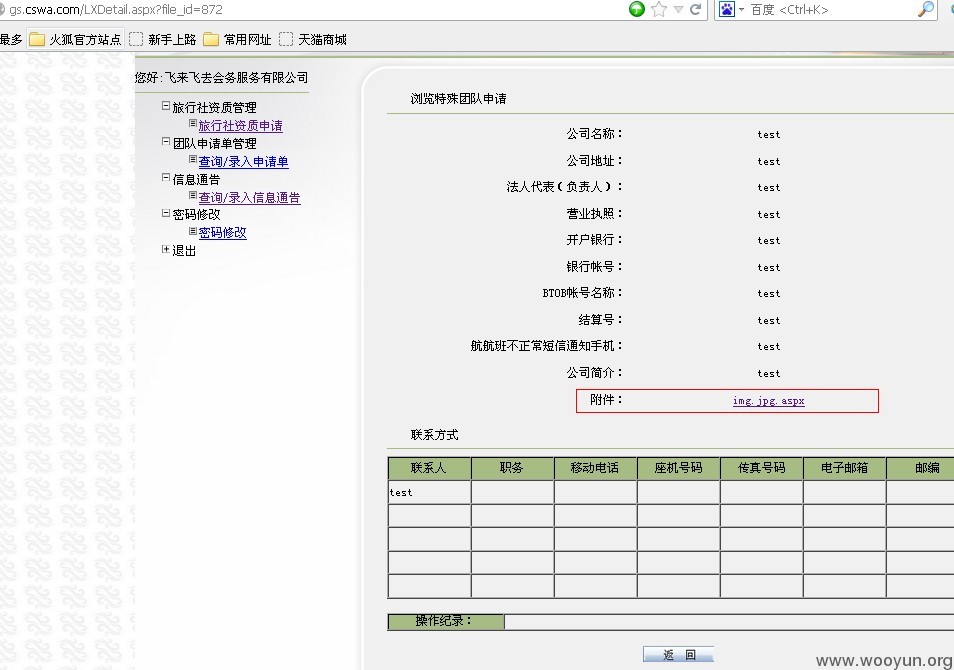 gs.cswa.com/LXDetail.aspx?file_id=872
百度 <Ctrl+K>
最多 火狐官方站点 新手上路 常用网址 天猫商城
您好:飞来飞去会务服务有限公司
旅行社资质管理
旅行社资质申请
团队申请单管理
查询/录入申请单
信息通告
查询/录入信息通告
密码修改
密码修改
退出
浏览特殊团队申请
公司名称： test
公司地址： test
法人代表（负责人）： test
营业执照： test
开户银行： test
银行帐号： test
BTOB帐号名称： test
结算号： test
航航班不正常短信通知手机： test
公司简介： test
附件： img.jpg.aspx
联系方式
联系人 职务 移动电话 座机号码 传真号码 电子邮箱 邮编
test
操作纪录：
返 回
www.wooyun.org